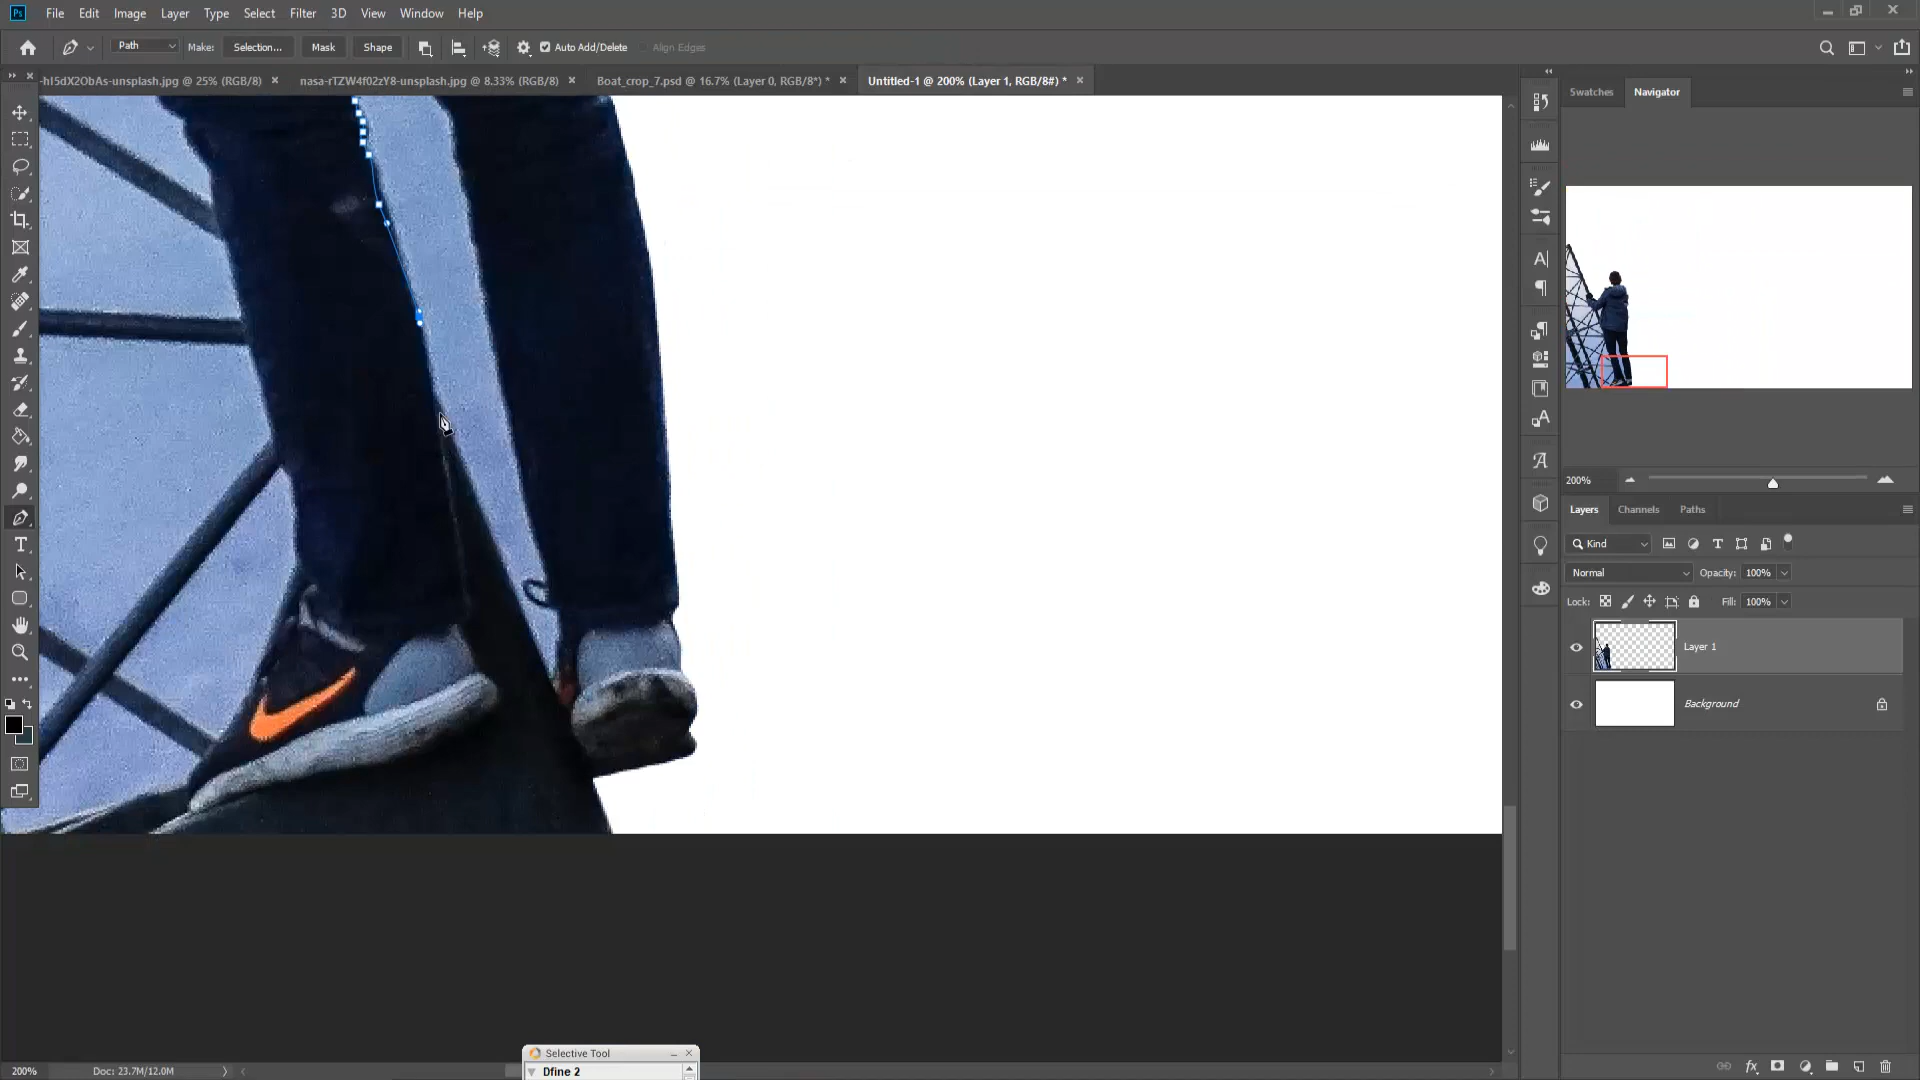 Ps File Edit Image Layer Type Select Filter 3D View Window Help
Path Make: Selection... Mask Shape Auto Add/Delete Align Edges
-h15dX2ObAs-unsplash.jpg @ 25% (RGB/8) nasa-rTZW4f02zY8-unsplash.jpg @ 8.33% (RGB/8) Boat_crop_7.psd @ 16.7% (Layer 0, RGB/8*) * Untitled-1 @ 200% (Layer 1, RGB/8#) *
Swatches Navigator
200%
Layers Channels Paths
Kind
Normal Opacity: 100%
Lock: Fill: 100%
Layer 1
Background
200% Doc: 23.7M/12.0M
Selective Tool
Dfine 2